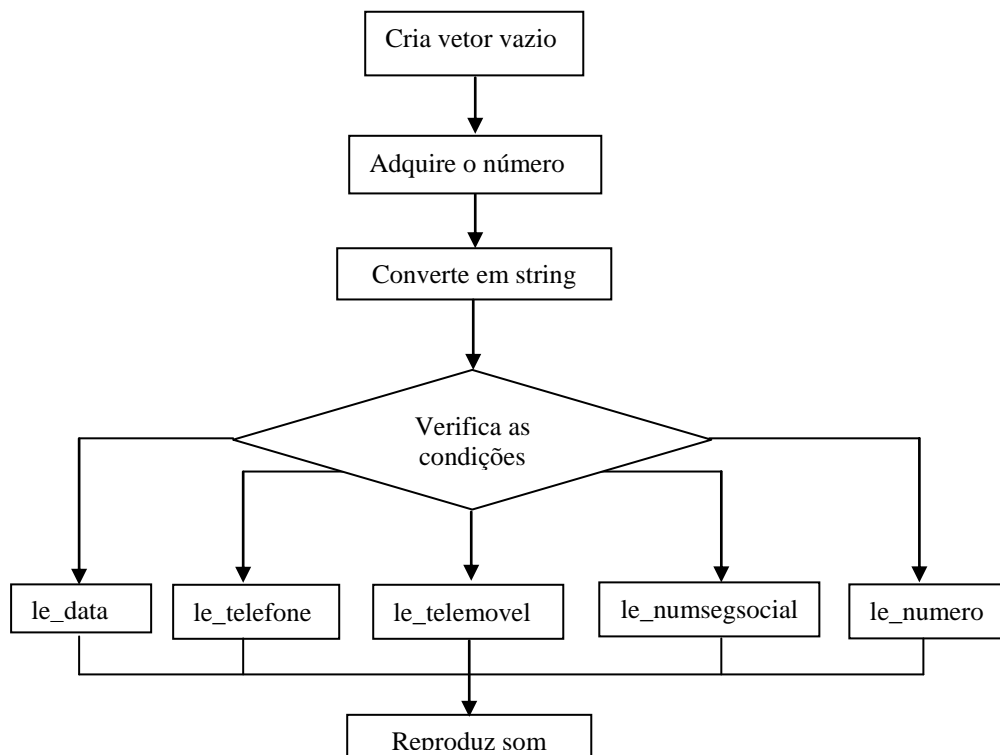 Cria vetor vazio
Adquire o número
Converte em string
Verifica as
condições
le_data
le_telefone
le_telemovel
le_numsegsocial
le_numero
Reproduz som